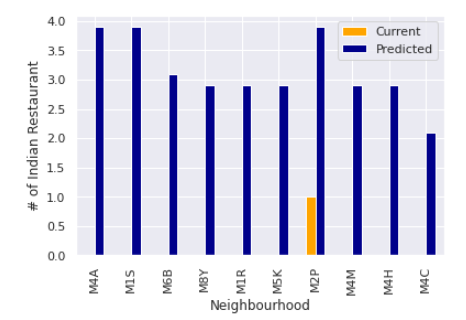 4.0
3.5
3.0
2.5
2.0
1.5
1.0
0.5
0.0
# of Indian Restaurant
Current
Predicted
M4A M1S M6B M8Y M1R M5K M2P M4M M4H M4C
Neighbourhood